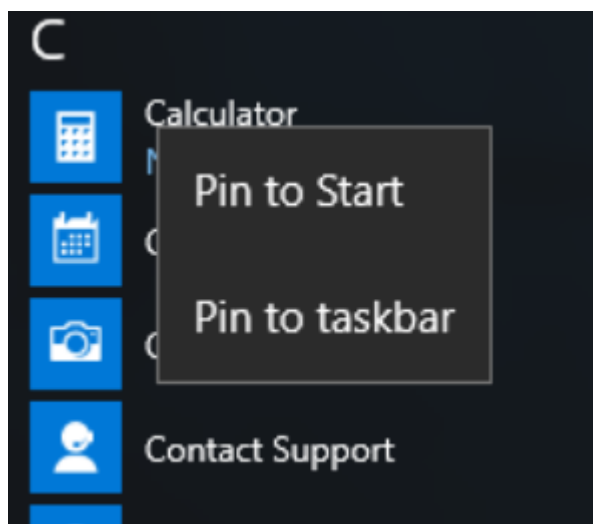 C
Calculator
Pin to Start
Pin to taskbar
Contact Support